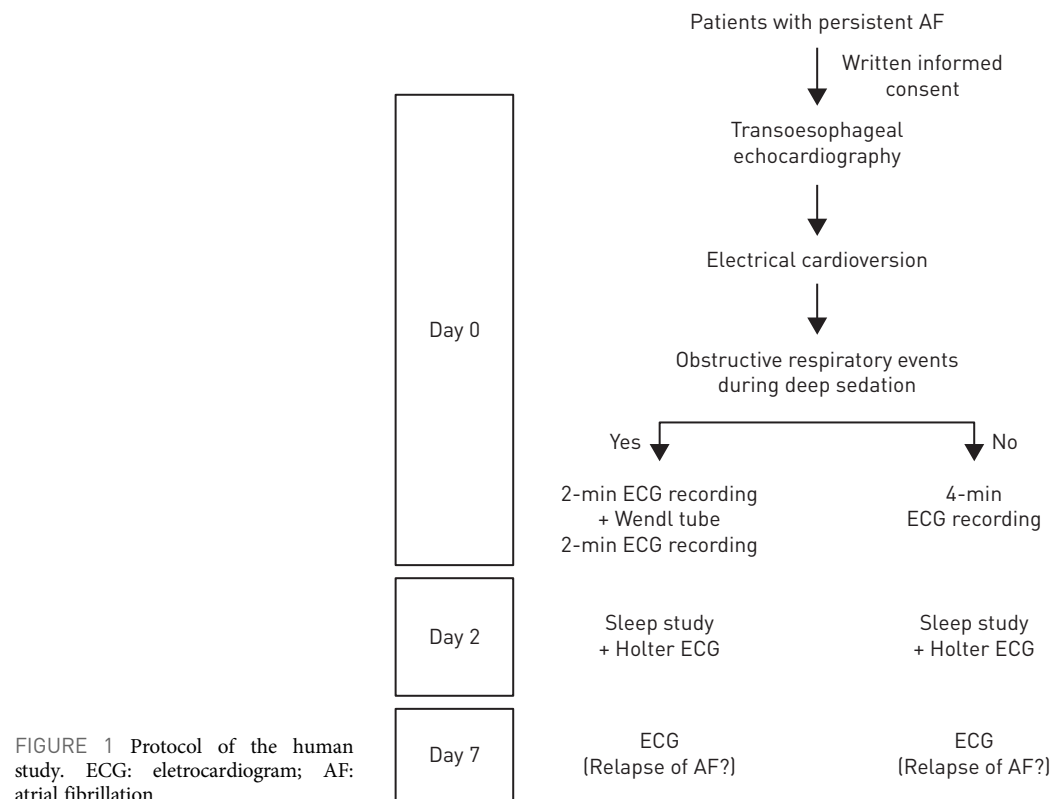 Patients with persistent AF
Written informed
consent
Transoesophageal
echocardiography
Electrical cardioversion
Day 0
Obstructive respiratory events
during deep sedation
Yes
No
2-min ECG recording
+ Wendl tube
2-min ECG recording
4-min
ECG recording
Day 2
Sleep study
+ Holter ECG
Sleep study
+ Holter ECG
Day 7
ECG
(Relapse of AF?)
ECG
(Relapse of AF?)
FIGURE 1 Protocol of the human
study. ECG: eletrocardiogram; AF:
atrial fibrillation